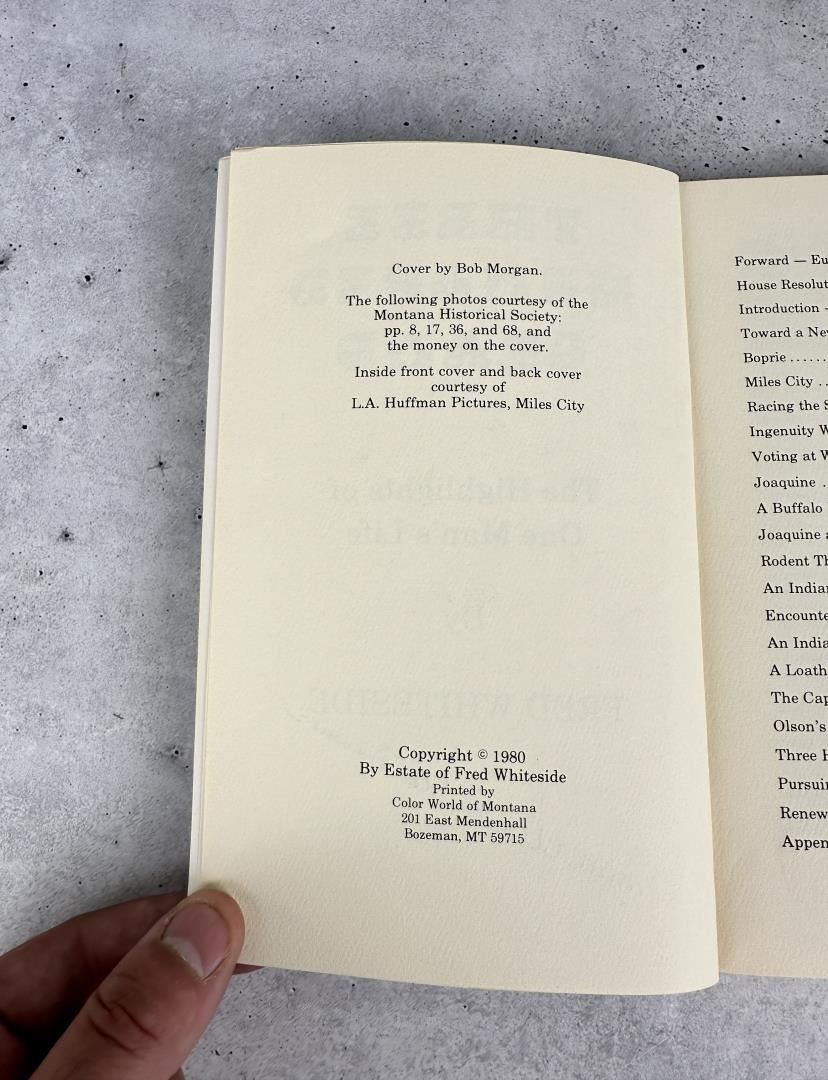 Cover by Bob Morgan.
The following photos courtesy of the
Montana Historical Society:
pp. 8, 17, 36, and 68, and
the money on the cover.
Inside front cover and back cover
courtesy of
L.A. Huffman Pictures, Miles City
Copyright © 1980
By Estate of Fred Whiteside
Printed by
Color World of Montana
201 East Mendenhall
Bozeman, MT 59715
Forward — Eu
House Resolut
Introduction -
Toward a Ne
Boprie ......
Miles City ..
Racing the S
Ingenuity W
Voting at W
Joaquine .
A Buffalo
Joaquine a
Rodent Th
An India
Encounte
An India
A Loath
The Cap
Olson's
Three H
Pursuin
Renew
Appen